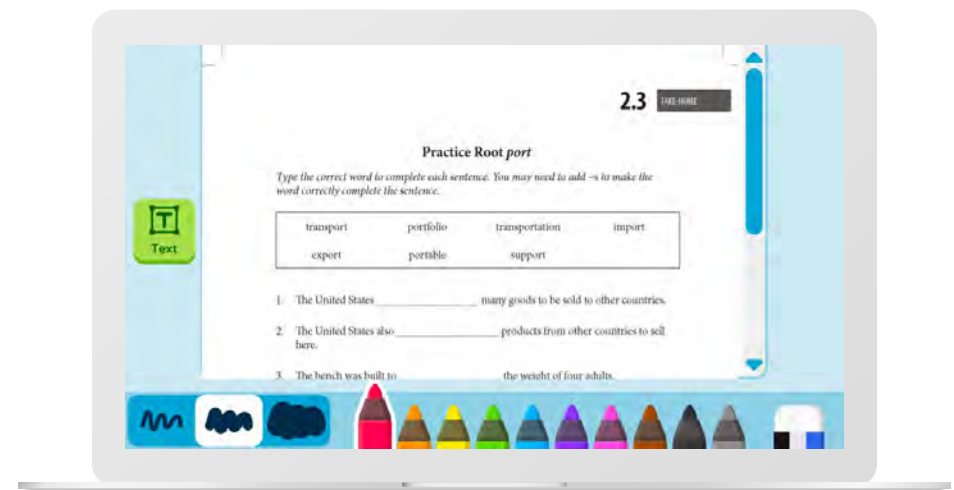 2.3 TAKE-HOME
Practice Root port
Type the correct word to complete each sentence. You may need to add –s to make the
word correctly complete the sentence.
transport portfolio transportation import
export portable support
1. The United States ____________ many goods to be sold to other countries.
2. The United States also ____________ products from other countries to sell
here.
3. The bench was built to ____________ the weight of four adults.
Text